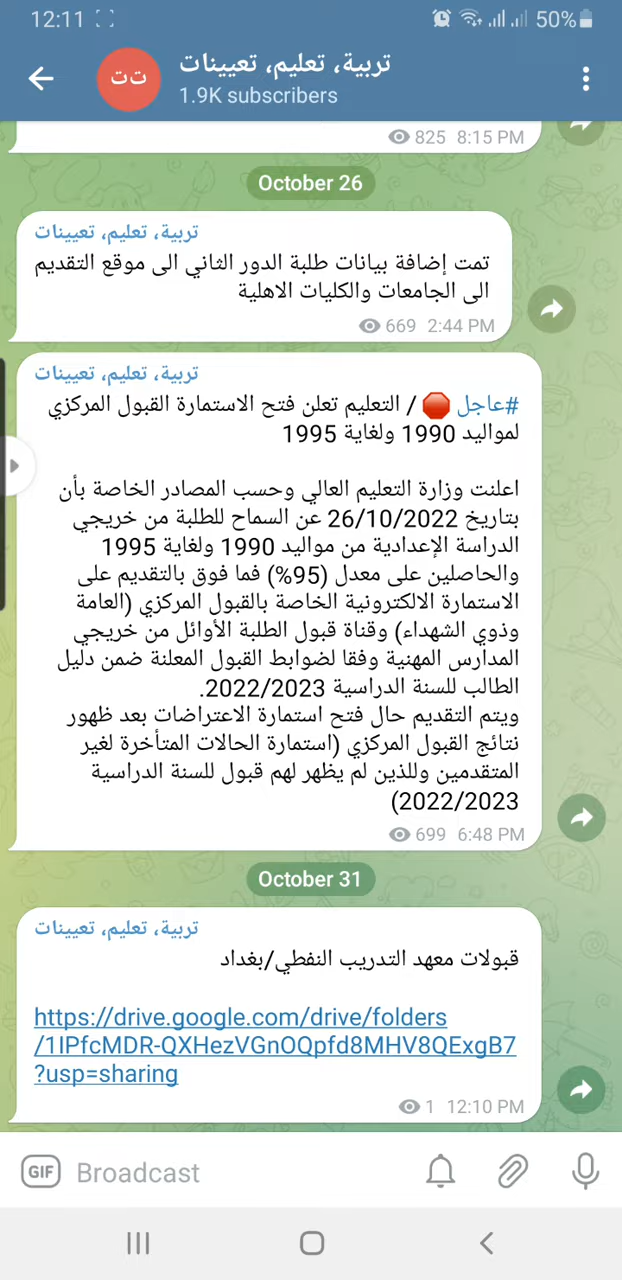 12:11
50%
تربية، تعليم، تعيينات
تت
1.9K subscribers
825 8:15 PM
October 26
تربية، تعليم، تعيينات
تمت إضافة بيانات طلبة الدور الثاني الى موقع التقديم
الى الجامعات والكليات الاهلية
669 2:44 PM
تربية، تعليم، تعيينات
#عاجل 🛑 / التعليم تعلن فتح الاستمارة القبول المركزي
لمواليد 1990 ولغاية 1995
اعلنت وزارة التعليم العالي وحسب المصادر الخاصة بأن
بتاريخ 26/10/2022 عن السماح للطلبة من خريجي
الدراسة الإعدادية من مواليد 1990 ولغاية 1995
والحاصلين على معدل (95%) فما فوق بالتقديم على
الاستمارة الالكترونية الخاصة بالقبول المركزي (العامة
وذوي الشهداء) وقناة قبول الطلبة الأوائل من خريجي
المدارس المهنية وفقا لضوابط القبول المعلنة ضمن دليل
الطالب للسنة الدراسية 2022/2023.
ويتم التقديم حال فتح استمارة الاعتراضات بعد ظهور
نتائج القبول المركزي (استمارة الحالات المتأخرة لغير
المتقدمين وللذين لم يظهر لهم قبول للسنة الدراسية
2022/2023)
699 6:48 PM
October 31
تربية، تعليم، تعيينات
قبولات معهد التدريب النفطي/بغداد
https://drive.google.com/drive/folders
/1IPfcMDR-QXHezVGnOQpfd8MHV8QExgB7
?usp=sharing
1 12:10 PM
GIF
Broadcast